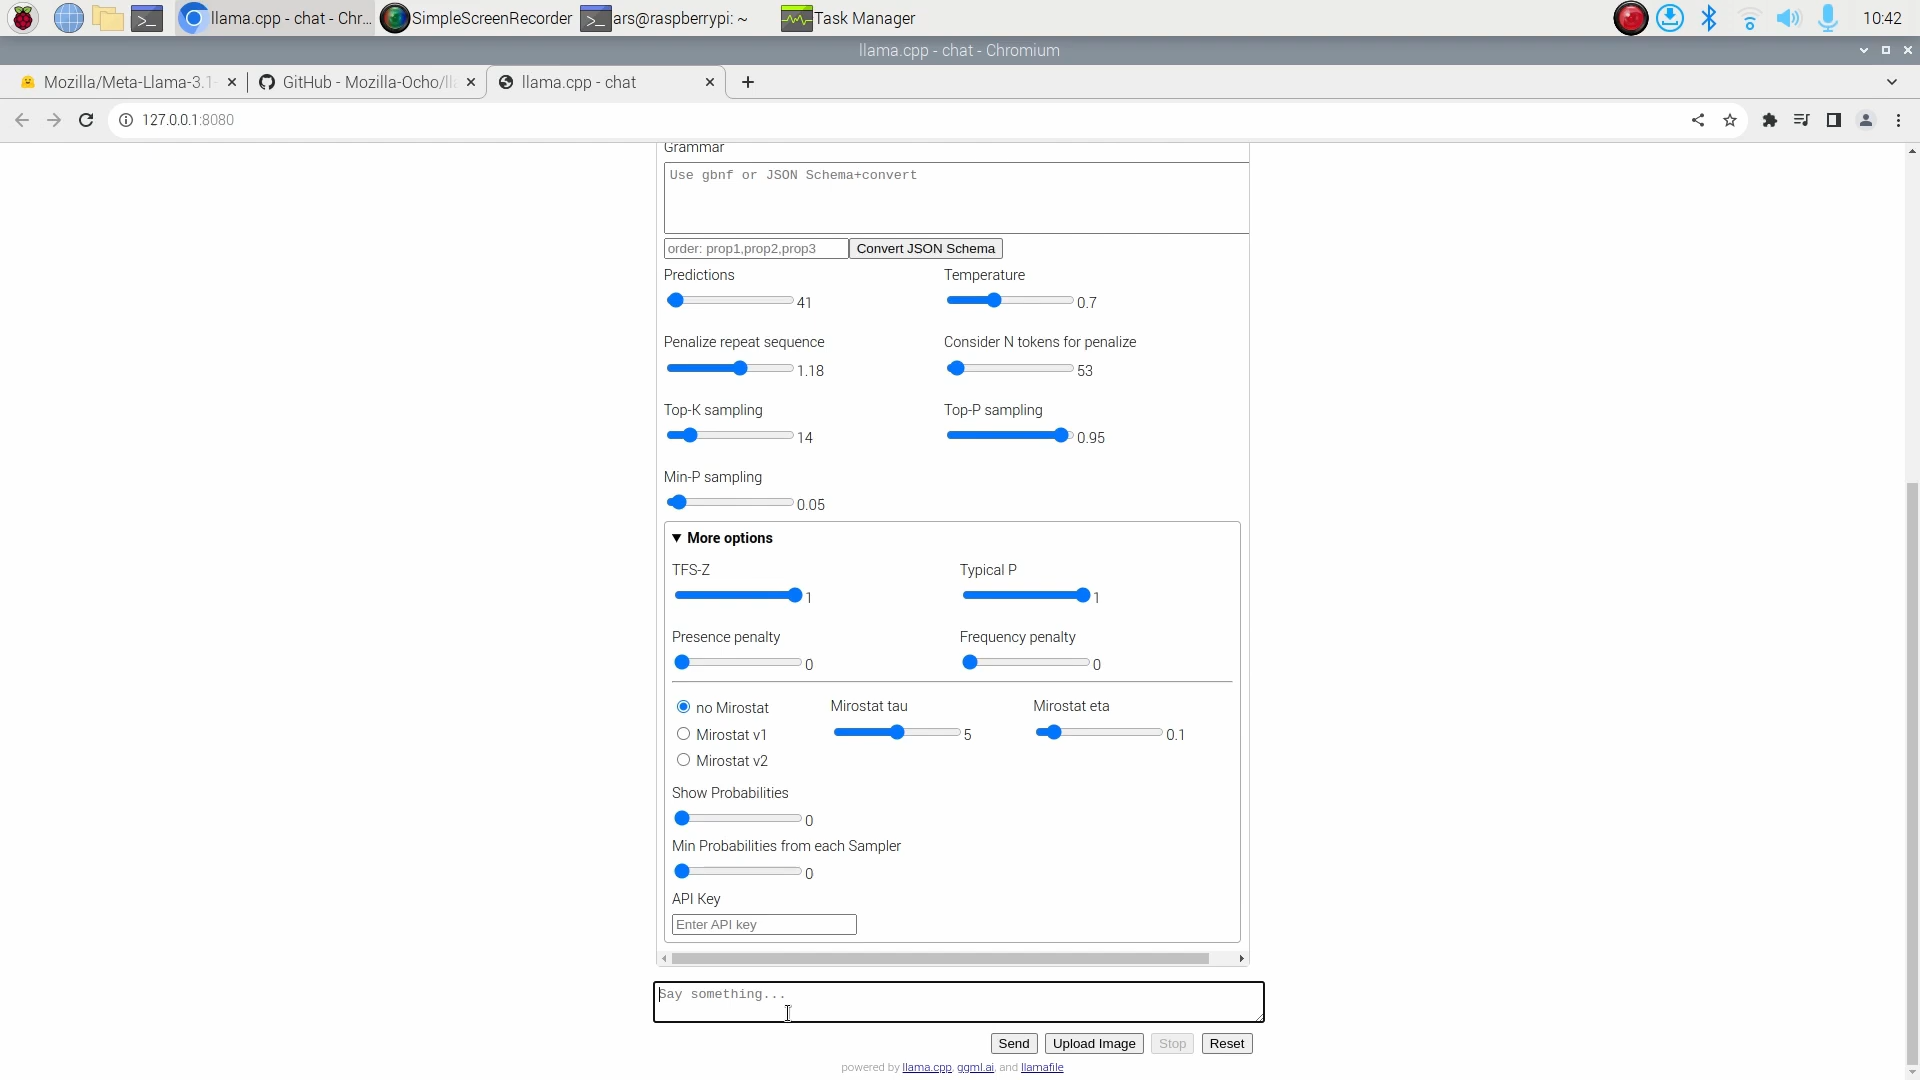 llama.cpp - chat - Chr...
SimpleScreenRecorder
ars@raspberrypi: ~
Task Manager
10:42
llama.cpp - chat - Chromium
Mozilla/Meta-Llama-3.1-
GitHub - Mozilla-Ocho/lla
llama.cpp - chat
127.0.0.1:8080
Grammar
Use gbnf or JSON Schema+convert
order: prop1,prop2,prop3
Convert JSON Schema
Predictions
41
Temperature
0.7
Penalize repeat sequence
1.18
Consider N tokens for penalize
53
Top-K sampling
14
Top-P sampling
0.95
Min-P sampling
0.05
▼ More options
TFS-Z
1
Typical P
1
Presence penalty
0
Frequency penalty
0
no Mirostat
Mirostat v1
Mirostat v2
Mirostat tau
5
Mirostat eta
0.1
Show Probabilities
0
Min Probabilities from each Sampler
0
API Key
Enter API key
Say something...
Send
Upload Image
Stop
Reset
powered by llama.cpp, ggml.ai, and llamafile